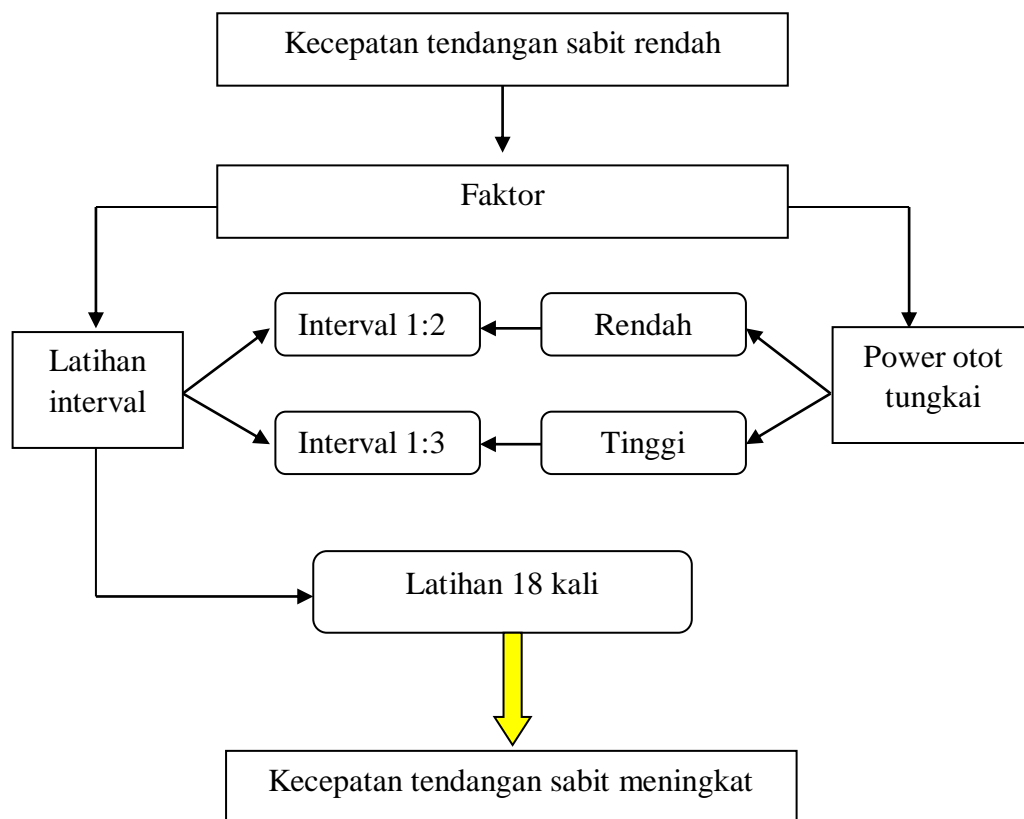 Kecepatan tendangan sabit rendah
Faktor
Latihan
interval
Interval 1:2
Rendah
Power otot
tungkai
Interval 1:3
Tinggi
Latihan 18 kali
Kecepatan tendangan sabit meningkat